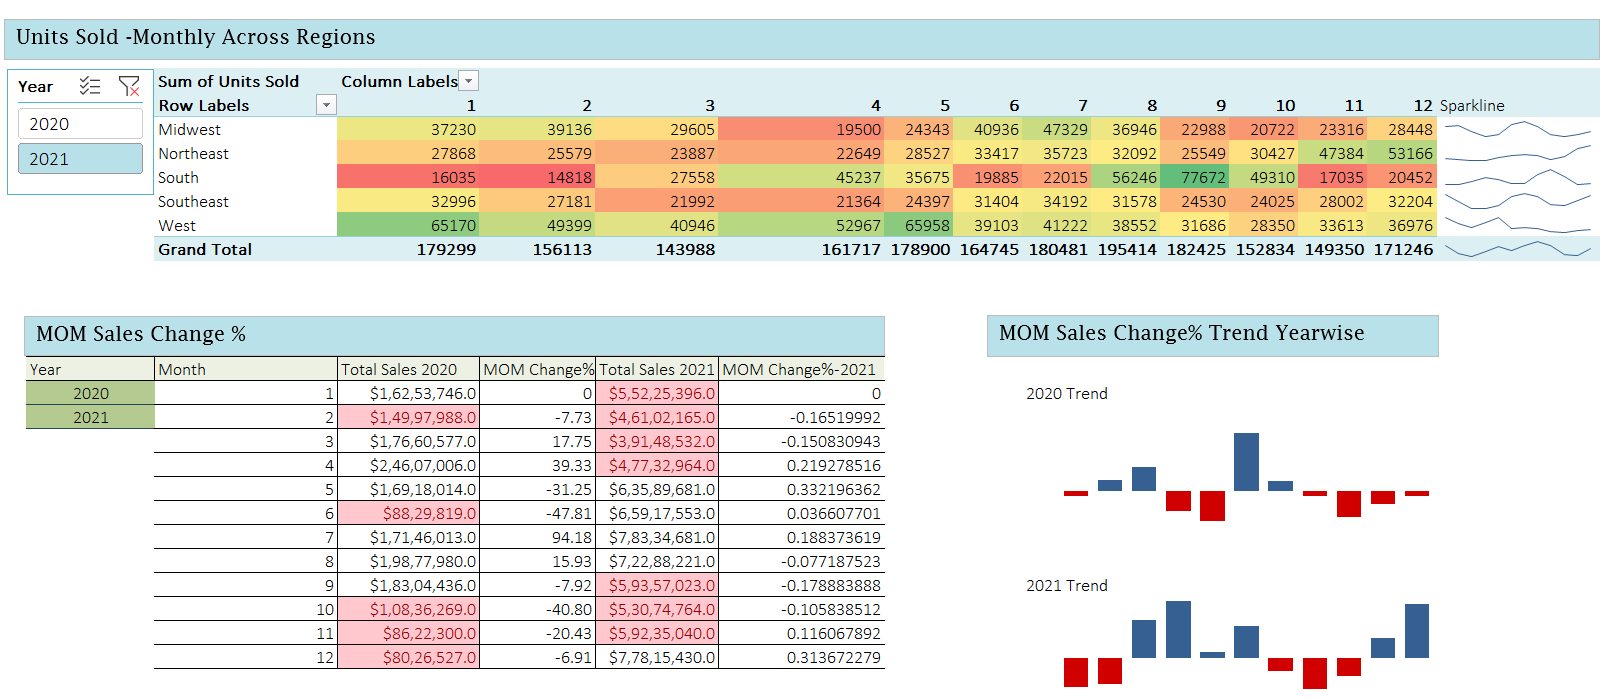 Units Sold -Monthly Across Regions
Year
2020
2021
Sum of Units Sold Column Labels
Row Labels 1 2 3 4 5 6 7 8 9 10 11 12 Sparkline
Midwest 37230 39136 29605 19500 24343 40936 47329 36946 22988 20722 23316 28448
Northeast 27868 25579 23887 22649 28527 33417 35723 32092 25549 30427 47384 53166
South 16035 14818 27558 45237 35675 19885 22015 56246 77672 49310 17035 20452
Southeast 32996 27181 21992 21364 24397 31404 34192 31578 24530 24025 28002 32204
West 65170 49399 40946 52967 65958 39103 41222 38552 31686 28350 33613 36976
Grand Total 179299 156113 143988 161717 178900 164745 180481 195414 182425 152834 149350 171246
MOM Sales Change %
Year Month Total Sales 2020 MOM Change% Total Sales 2021 MOM Change%-2021
2020 1 $1,62,53,746.0 0 $5,52,25,396.0 0
2021 2 $1,49,97,988.0 -7.73 $4,61,02,165.0 -0.16519992
3 $1,76,60,577.0 17.75 $3,91,48,532.0 -0.150830943
4 $2,46,07,006.0 39.33 $4,77,32,964.0 0.219278516
5 $1,69,18,014.0 -31.25 $6,35,89,681.0 0.332196362
6 $88,29,819.0 -47.81 $6,59,17,553.0 0.036607701
7 $1,71,46,013.0 94.18 $7,83,34,681.0 0.188373619
8 $1,98,77,980.0 15.93 $7,22,88,221.0 -0.077187523
9 $1,83,04,436.0 -7.92 $5,93,57,023.0 -0.178883888
10 $1,08,36,269.0 -40.80 $5,30,74,764.0 -0.105838512
11 $86,22,300.0 -20.43 $5,92,35,040.0 0.116067892
12 $80,26,527.0 -6.91 $7,78,15,430.0 0.313672279
MOM Sales Change% Trend Yearwise
2020 Trend
2021 Trend